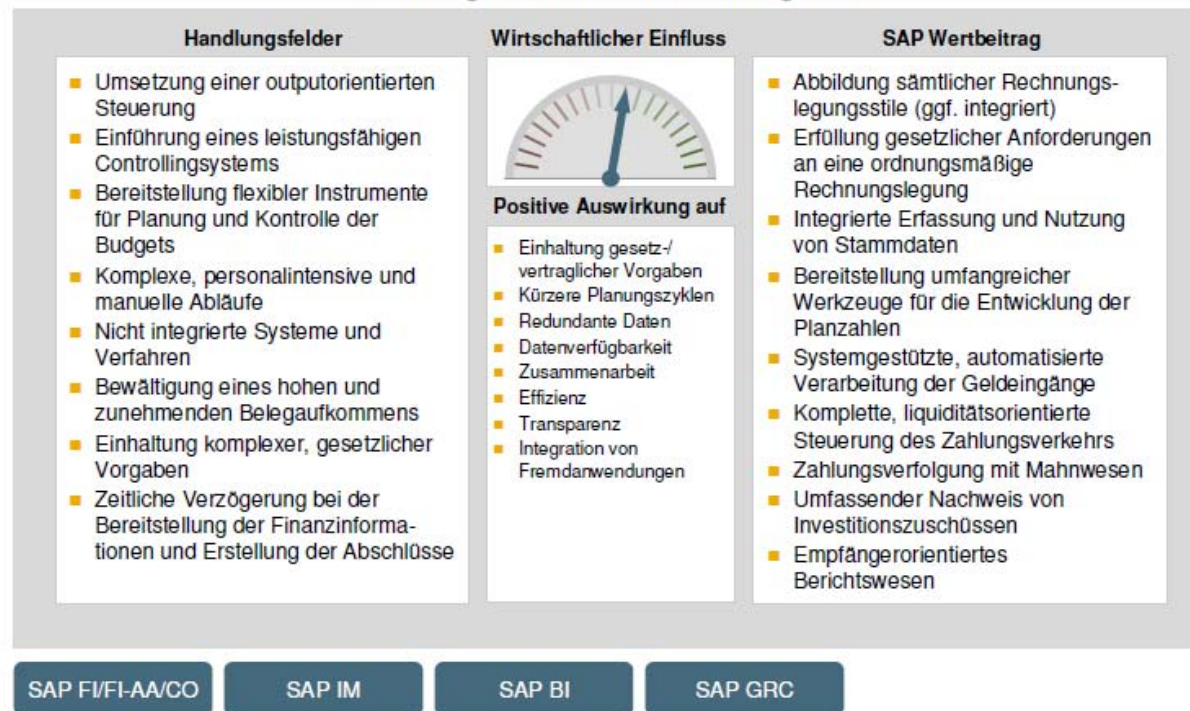 Handlungsfelder
Umsetzung einer outputorientierten
Steuerung
Einführung eines leistungsfähigen
Controllingsystems
Bereitstellung flexibler Instrumente
für Planung und Kontrolle der
Budgets
Komplexe, personalintensive und
manuelle Abläufe
Nicht integrierte Systeme und
Verfahren
Bewältigung eines hohen und
zunehmenden Belegaufkommens
Einhaltung komplexer, gesetzlicher
Vorgaben
Zeitliche Verzögerung bei der
Bereitstellung der Finanzinforma-
tionen und Erstellung der Abschlüsse
Wirtschaftlicher Einfluss
Positive Auswirkung auf
Einhaltung gesetz-/
vertraglicher Vorgaben
Kürzere Planungszyklen
Redundante Daten
Datenverfügbarkeit
Zusammenarbeit
Effizienz
Transparenz
Integration von
Fremdanwendungen
SAP Wertbeitrag
Abbildung sämtlicher Rechnungs-
legungsstile (ggf. integriert)
Erfüllung gesetzlicher Anforderungen
an eine ordnungsmäßige
Rechnungslegung
Integrierte Erfassung und Nutzung
von Stammdaten
Bereitstellung umfangreicher
Werkzeuge für die Entwicklung der
Planzahlen
Systemgestützte, automatisierte
Verarbeitung der Geldeingänge
Komplette, liquiditätsorientierte
Steuerung des Zahlungsverkehrs
Zahlungsverfolgung mit Mahnwesen
Umfassender Nachweis von
Investitionszuschüssen
Empfängerorientiertes
Berichtswesen
SAP FI/FI-AA/CO
SAP IM
SAP BI
SAP GRC